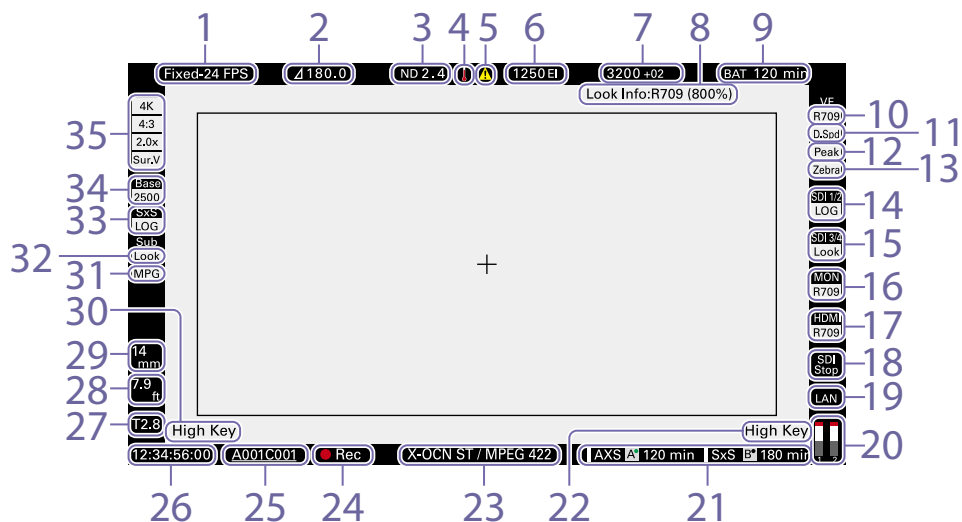 1 2 3 4 5 6 7 8 9
Fixed-24 FPS ⊿180.0 ND 2.4 1250EI 3200 +02 BAT 120 min
Look Info:R709 (800%)
35
4K
4:3
2.0x
Sur.V
34
Base
2500
33
SxS
LOG
32
Sub
Look
31
MPG
30
29
14
mm
28
7.9
ft
27
T2.8
High Key
VF
R709
10
D.Spd
11
Peak
12
Zebra
13
SDI 1/2
LOG
14
SDI 3/4
Look
15
MON
R709
16
HDMI
R709
17
SDI
Stop
18
LAN
19
High Key
1 2
20
12:34:56:00 A001C001 Rec X-OCN ST / MPEG 422 AXS A 120 min SxS B 180 min
26 25 24 23 22 21